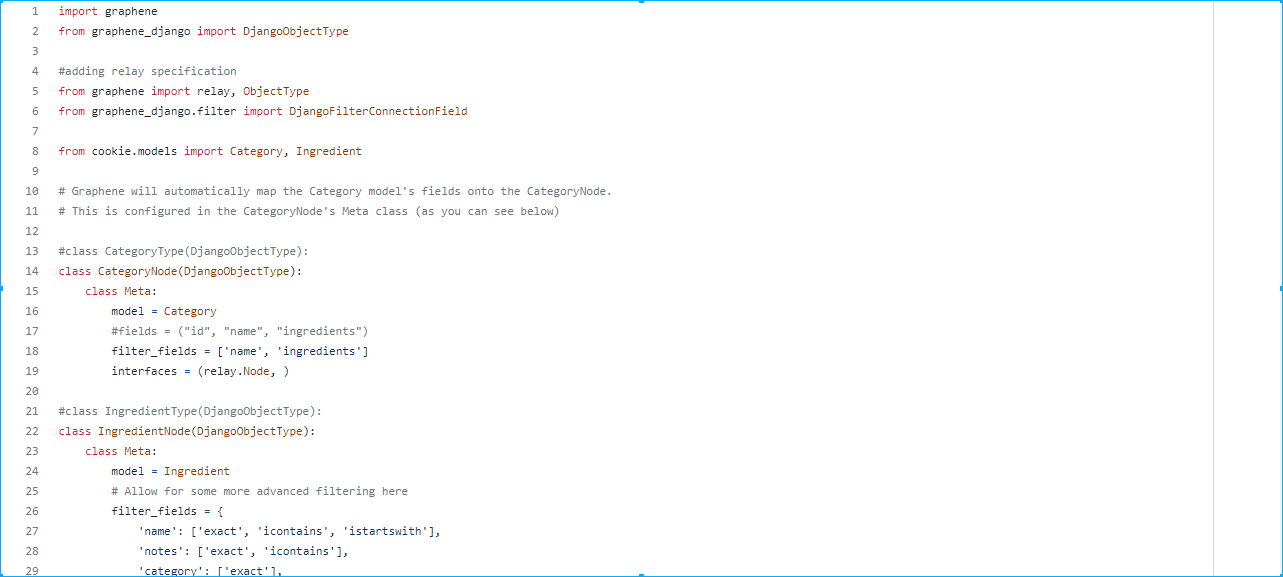 1 import graphene
2 from graphene_django import DjangoObjectType
3
4 #adding relay specification
5 from graphene import relay, ObjectType
6 from graphene_django.filter import DjangoFilterConnectionField
7
8 from cookie.models import Category, Ingredient
9
10 # Graphene will automatically map the Category model's fields onto the CategoryNode.
11 # This is configured in the CategoryNode's Meta class (as you can see below)
12
13 #class CategoryType(DjangoObjectType):
14 class CategoryNode(DjangoObjectType):
15     class Meta:
16         model = Category
17         #fields = ("id", "name", "ingredients")
18         filter_fields = ['name', 'ingredients']
19         interfaces = (relay.Node, )
20
21 #class IngredientType(DjangoObjectType):
22 class IngredientNode(DjangoObjectType):
23     class Meta:
24         model = Ingredient
25         # Allow for some more advanced filtering here
26         filter_fields = {
27             'name': ['exact', 'icontains', 'istartswith'],
28             'notes': ['exact', 'icontains'],
29             'category': ['exact'],